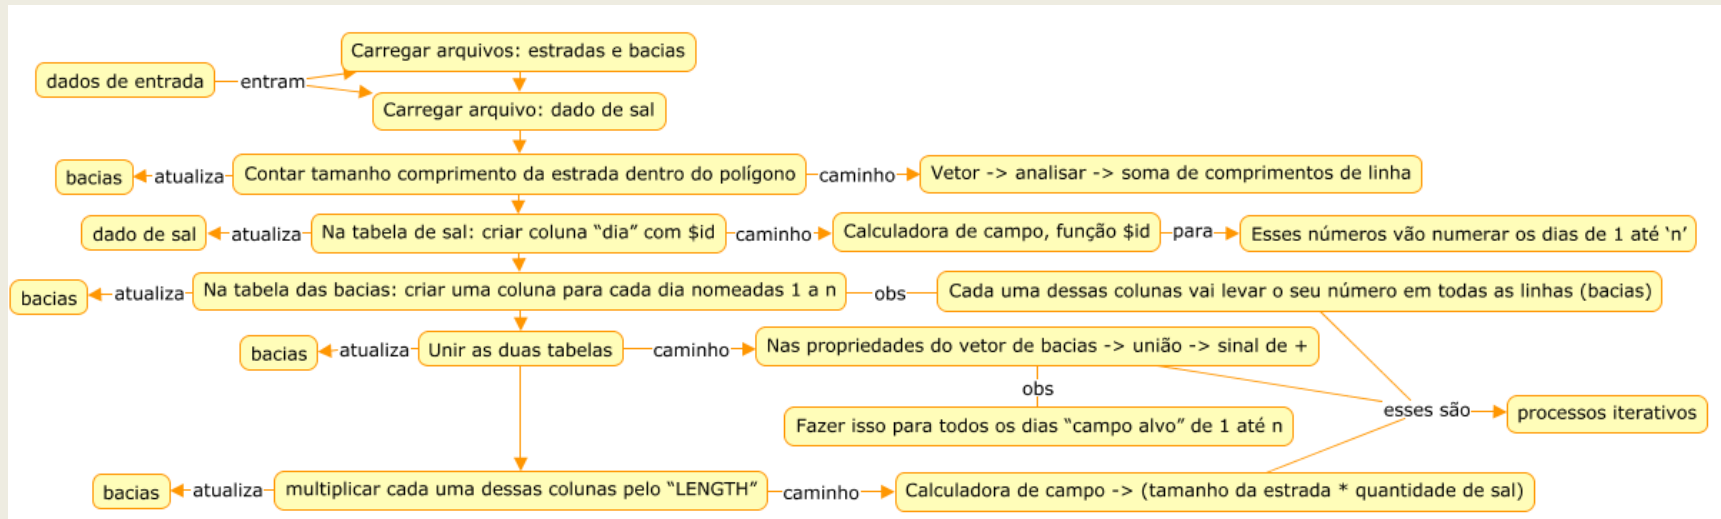 Carregar arquivos: estradas e bacias
dados de entrada
entram
Carregar arquivo: dado de sal
bacias
atualiza
Contar tamanho comprimento da estrada dentro do polígono
caminho
Vetor -> analisar -> soma de comprimentos de linha
dado de sal
atualiza
Na tabela de sal: criar coluna “dia” com $id
caminho
Calculadora de campo, função $id
para
Esses números vão numerar os dias de 1 até ‘n’
bacias
atualiza
Na tabela das bacias: criar uma coluna para cada dia nomeadas 1 a n
obs
Cada uma dessas colunas vai levar o seu número em todas as linhas (bacias)
bacias
atualiza
Unir as duas tabelas
caminho
Nas propriedades do vetor de bacias -> união -> sinal de +
obs
Fazer isso para todos os dias “campo alvo” de 1 até n
esses são
processos iterativos
bacias
atualiza
multiplicar cada uma dessas colunas pelo “LENGTH”
caminho
Calculadora de campo -> (tamanho da estrada * quantidade de sal)